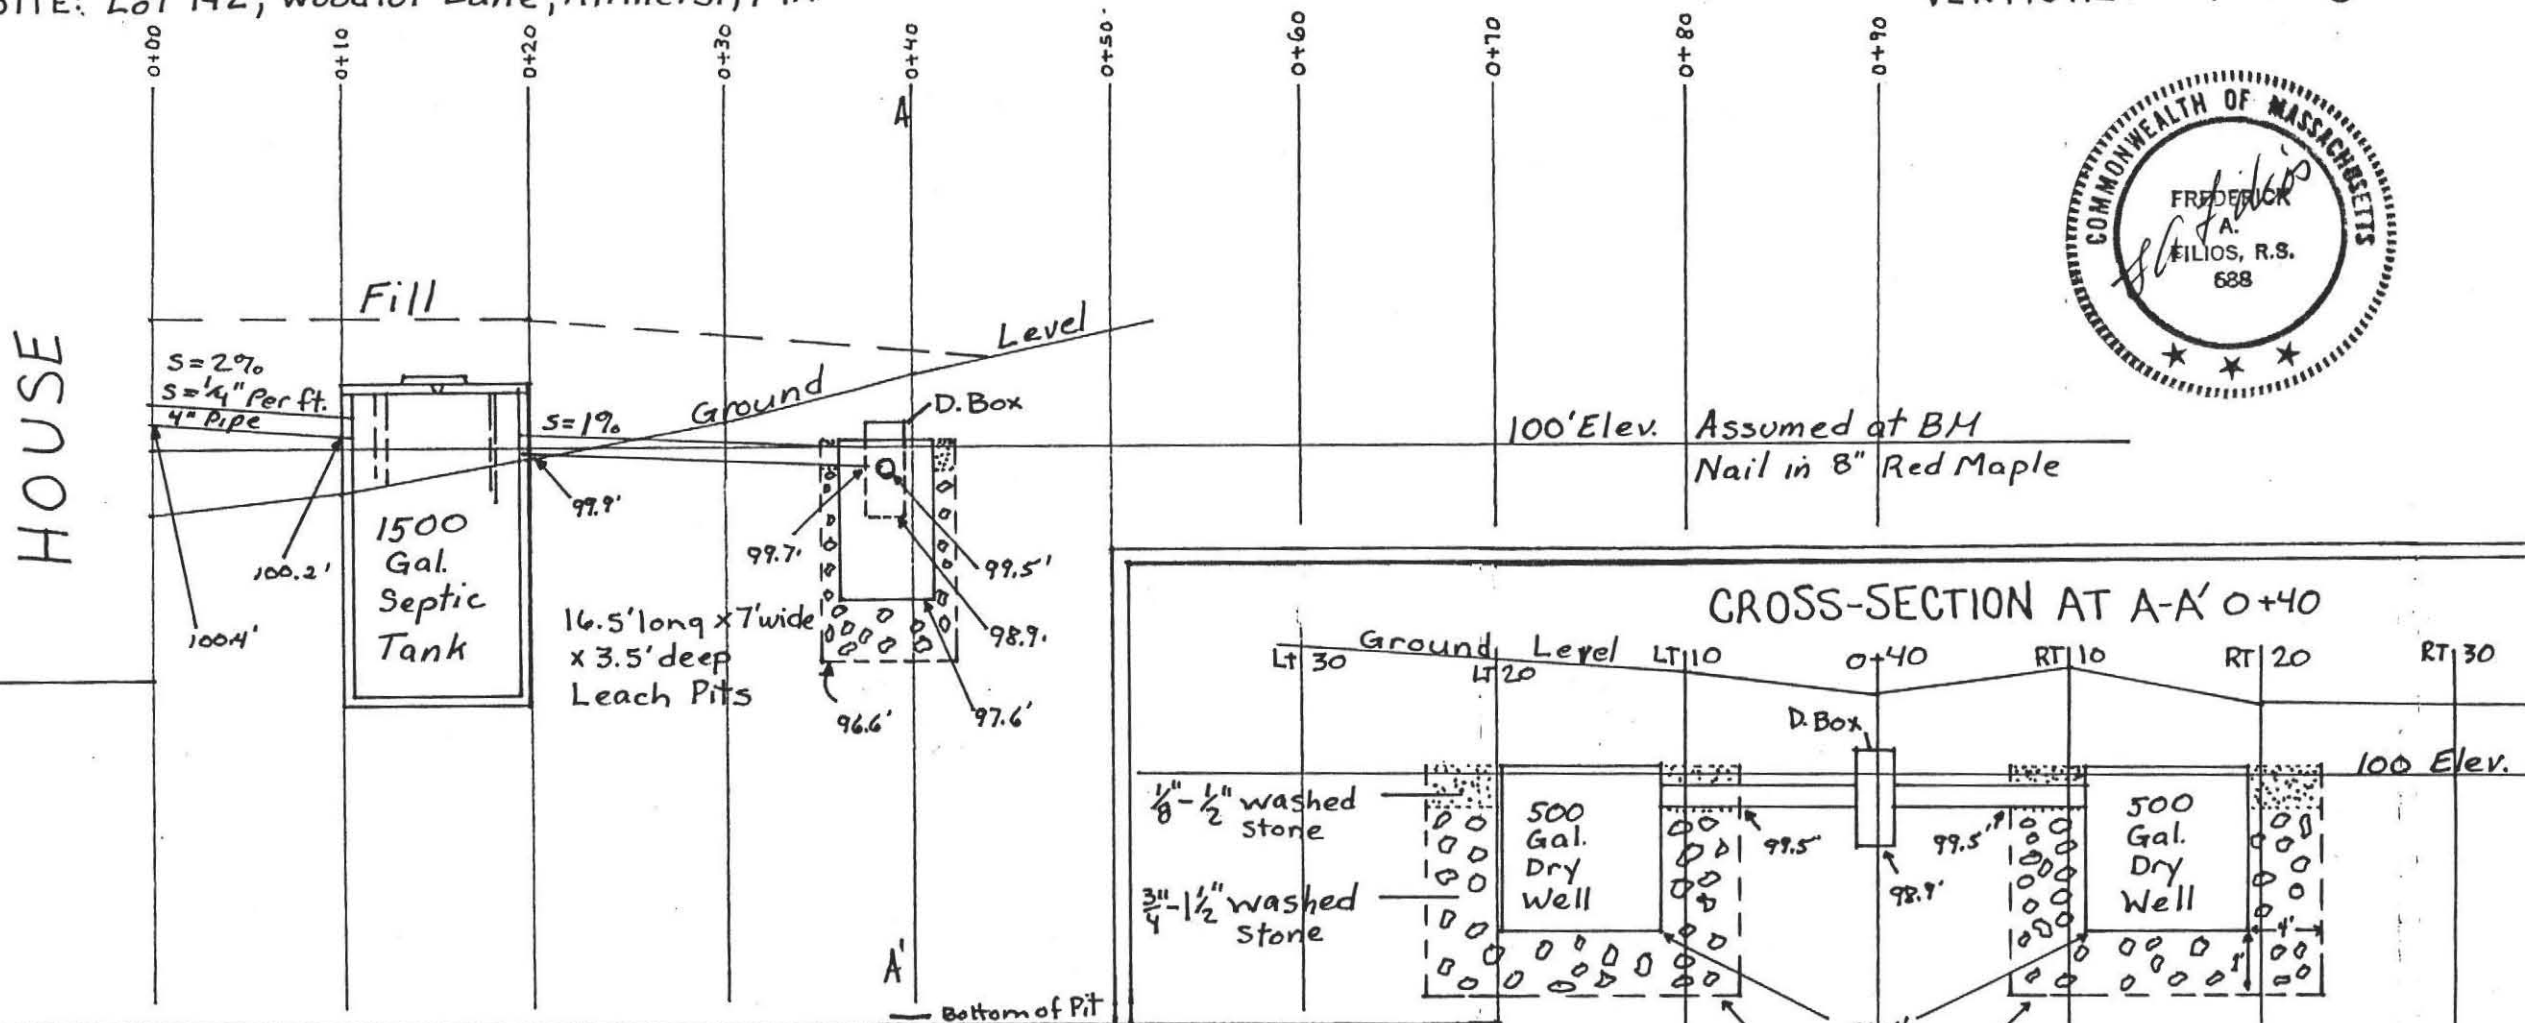 0+00
0+10
0+20
0+30
0+40
0+50
0+60
0+70
0+80
0+90
A
COMMONWEALTH OF MASSACHUSETTS
FREDERICK
A.
FILIOS, R.S.
688
HOUSE
Fill
Ground Level
S=2%
S=1/4" Per ft.
4" Pipe
S=1%
D.Box
100' Elev. Assumed at BM
Nail in 8" Red Maple
1500
Gal.
Septic
Tank
100.4'
100.2'
99.9'
99.7'
99.5'
98.9'
97.6'
96.6'
16.5' long x 7' wide
x 3.5' deep
Leach Pits
A'
Bottom of Pit
CROSS-SECTION AT A-A' 0+40
Ground Level
Lt 30
LT 20
LT 10
0+40
RT 10
RT 20
RT 30
D.Box
100 Elev.
1/8"-1/2" washed
stone
3/4"-1 1/2" washed
stone
500
Gal.
Dry
Well
99.5"
98.9'
99.5'
500
Gal.
Dry
Well
4'
1'